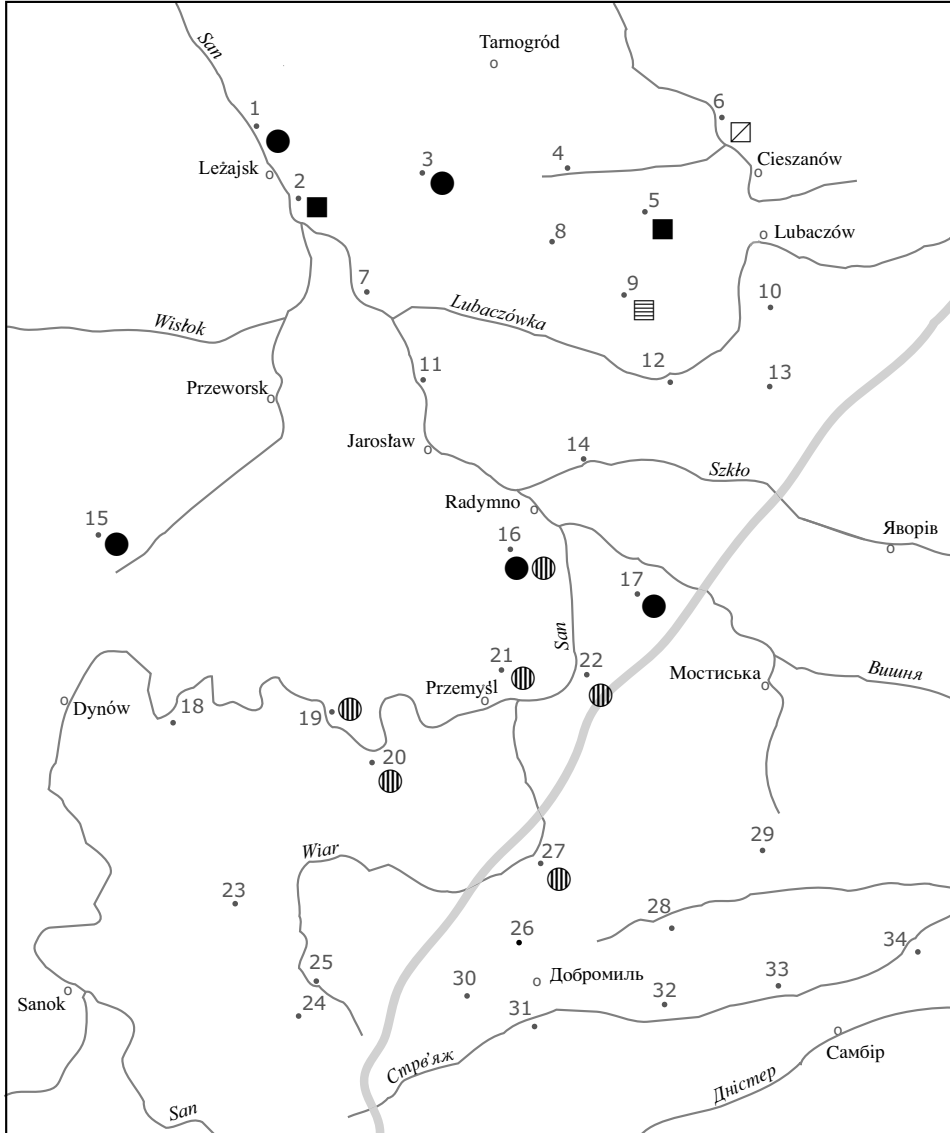 San
Tarnogród
1
6
3
4
Cieszanów
Leżajsk
2
5
8
Lubaczów
7
9
10
Lubaczówka
Wisłok
11
12
13
Przeworsk
Jarosław
14
Szkło
Radymno
15
16
Яворів
17
San
21
22
Przemyśl
Мостиська
Вишня
Dynów
18
19
20
Wiar
27
29
23
28
26
34
25
30
Добромиль
33
Sanok
24
31
32
Самбір
Стрв'яж
Дністер
San